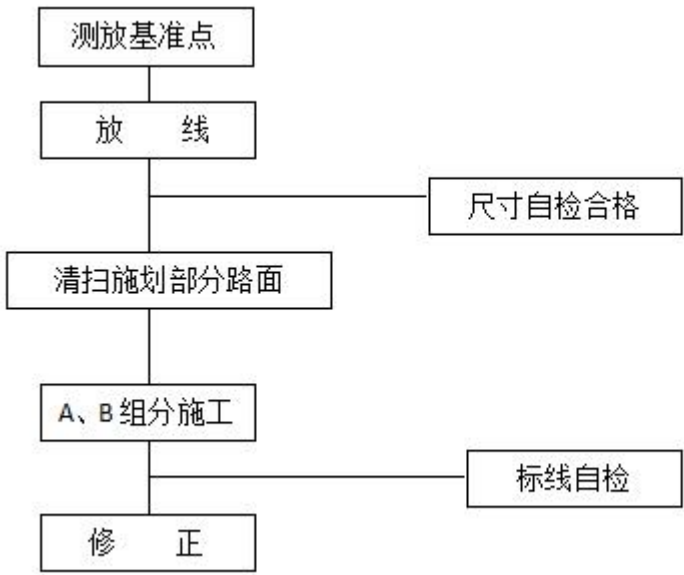 测放基准点
放 线
尺寸自检合格
清扫施划部分路面
A、B组分施工
标线自检
修 正